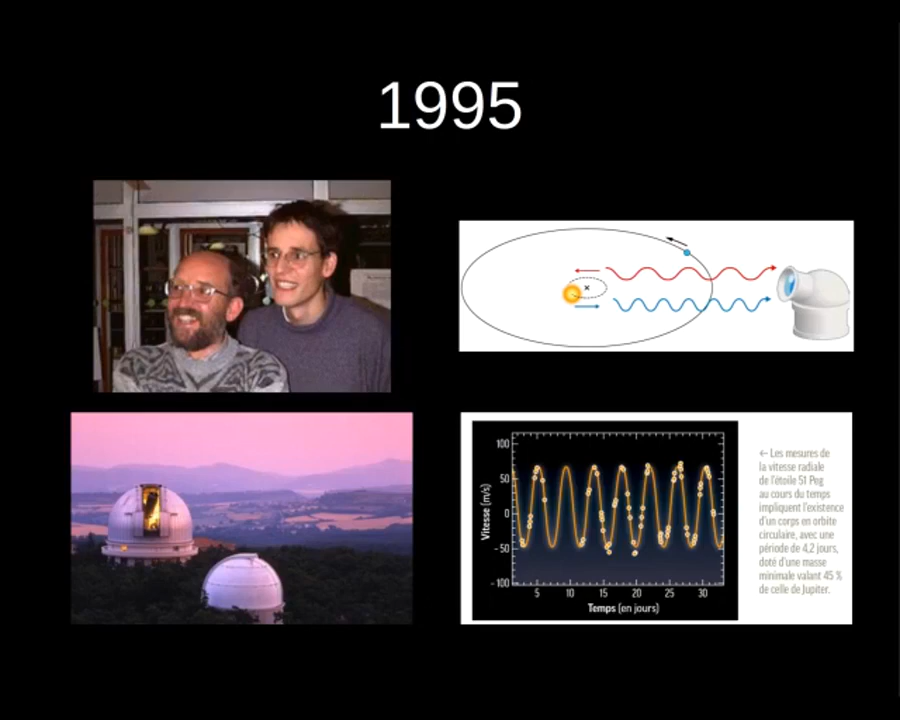 1995
100
50
0
- 50
- 100
Vitesse (m/s)
5 10 15 20 25 30
Temps (en jours)
← Les mesures de
la vitesse radiale
de l'étoile 51 Peg
au cours du temps
impliquent l'existence
d'un corps en orbite
circulaire, avec une
période de 4,2 jours,
doté d'une masse
minimale valant 45 %
de celle de Jupiter.